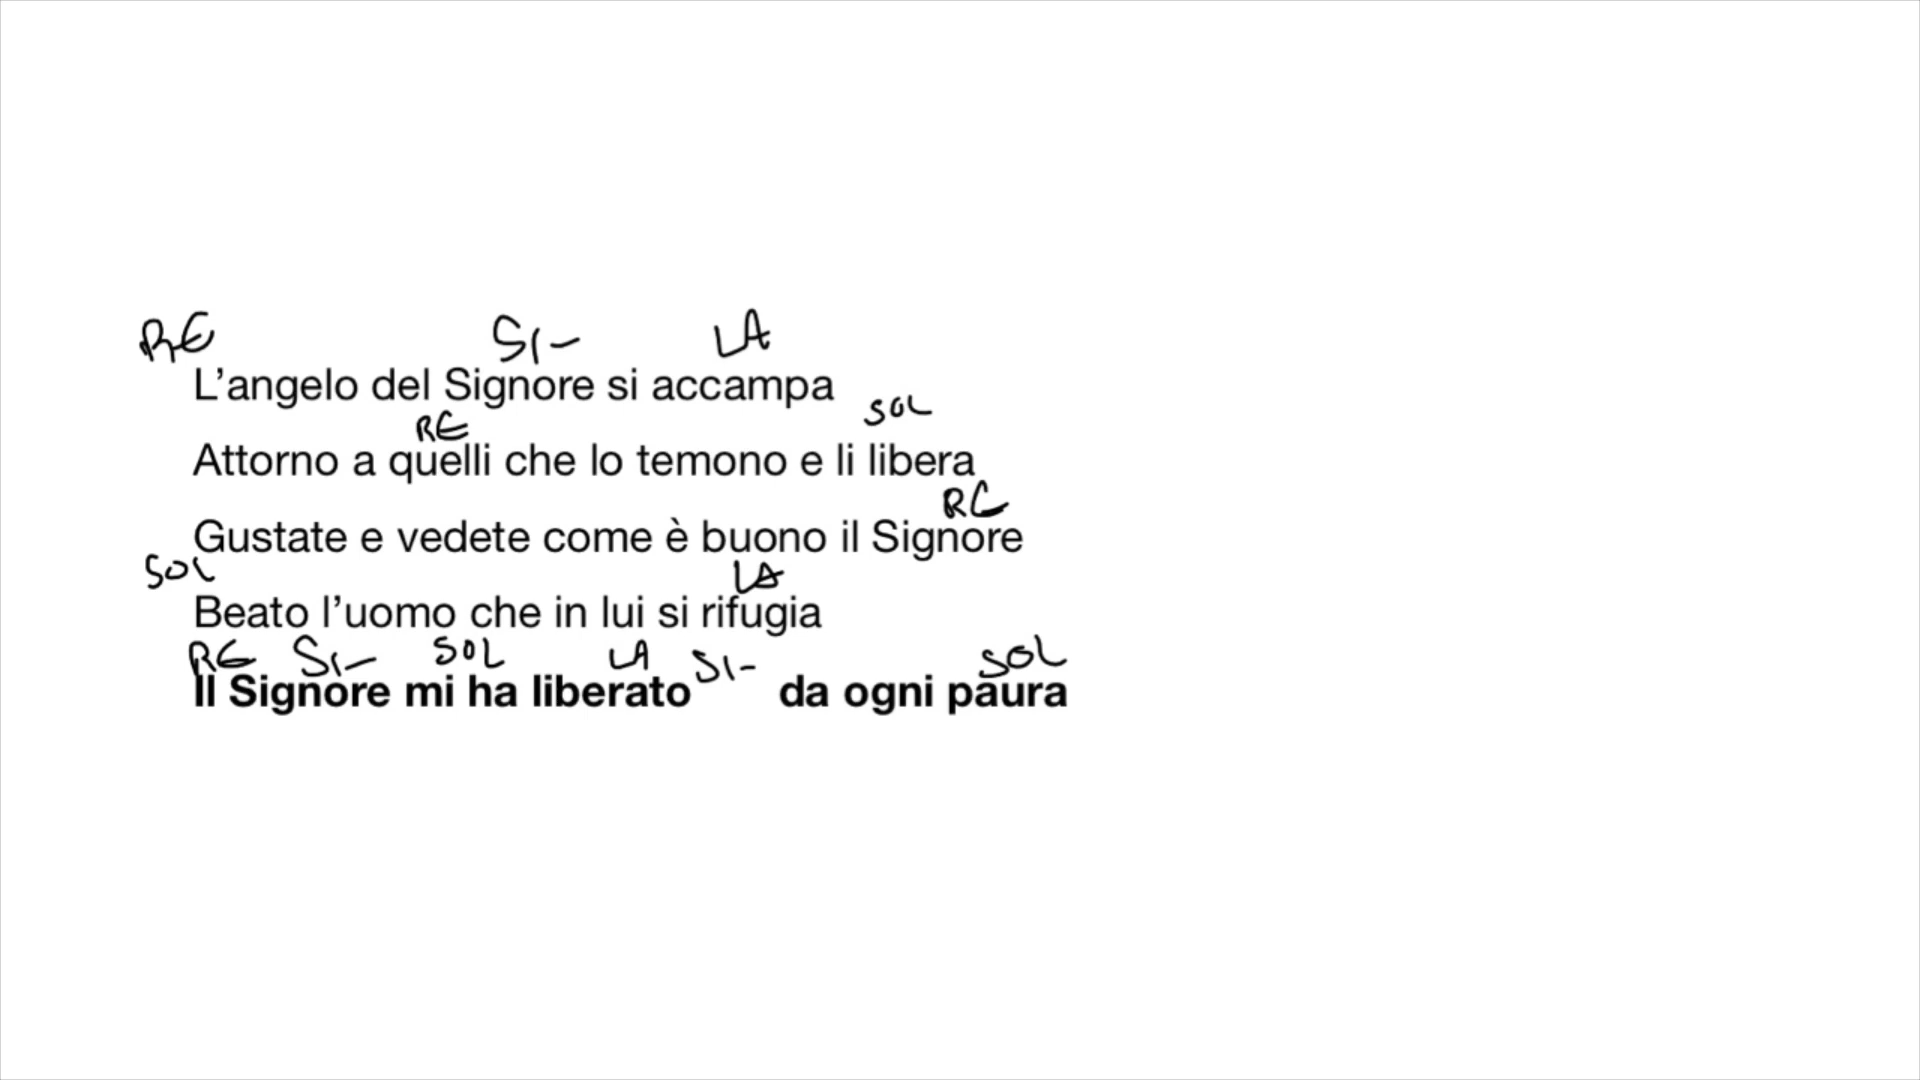 RE SI- LA
L’angelo del Signore si accampa
RE SOL
Attorno a quelli che lo temono e li libera
RE
Gustate e vedete come è buono il Signore
SOL LA
Beato l’uomo che in lui si rifugia
RE SI- SOL LA SI- SOL
Il Signore mi ha liberato da ogni paura